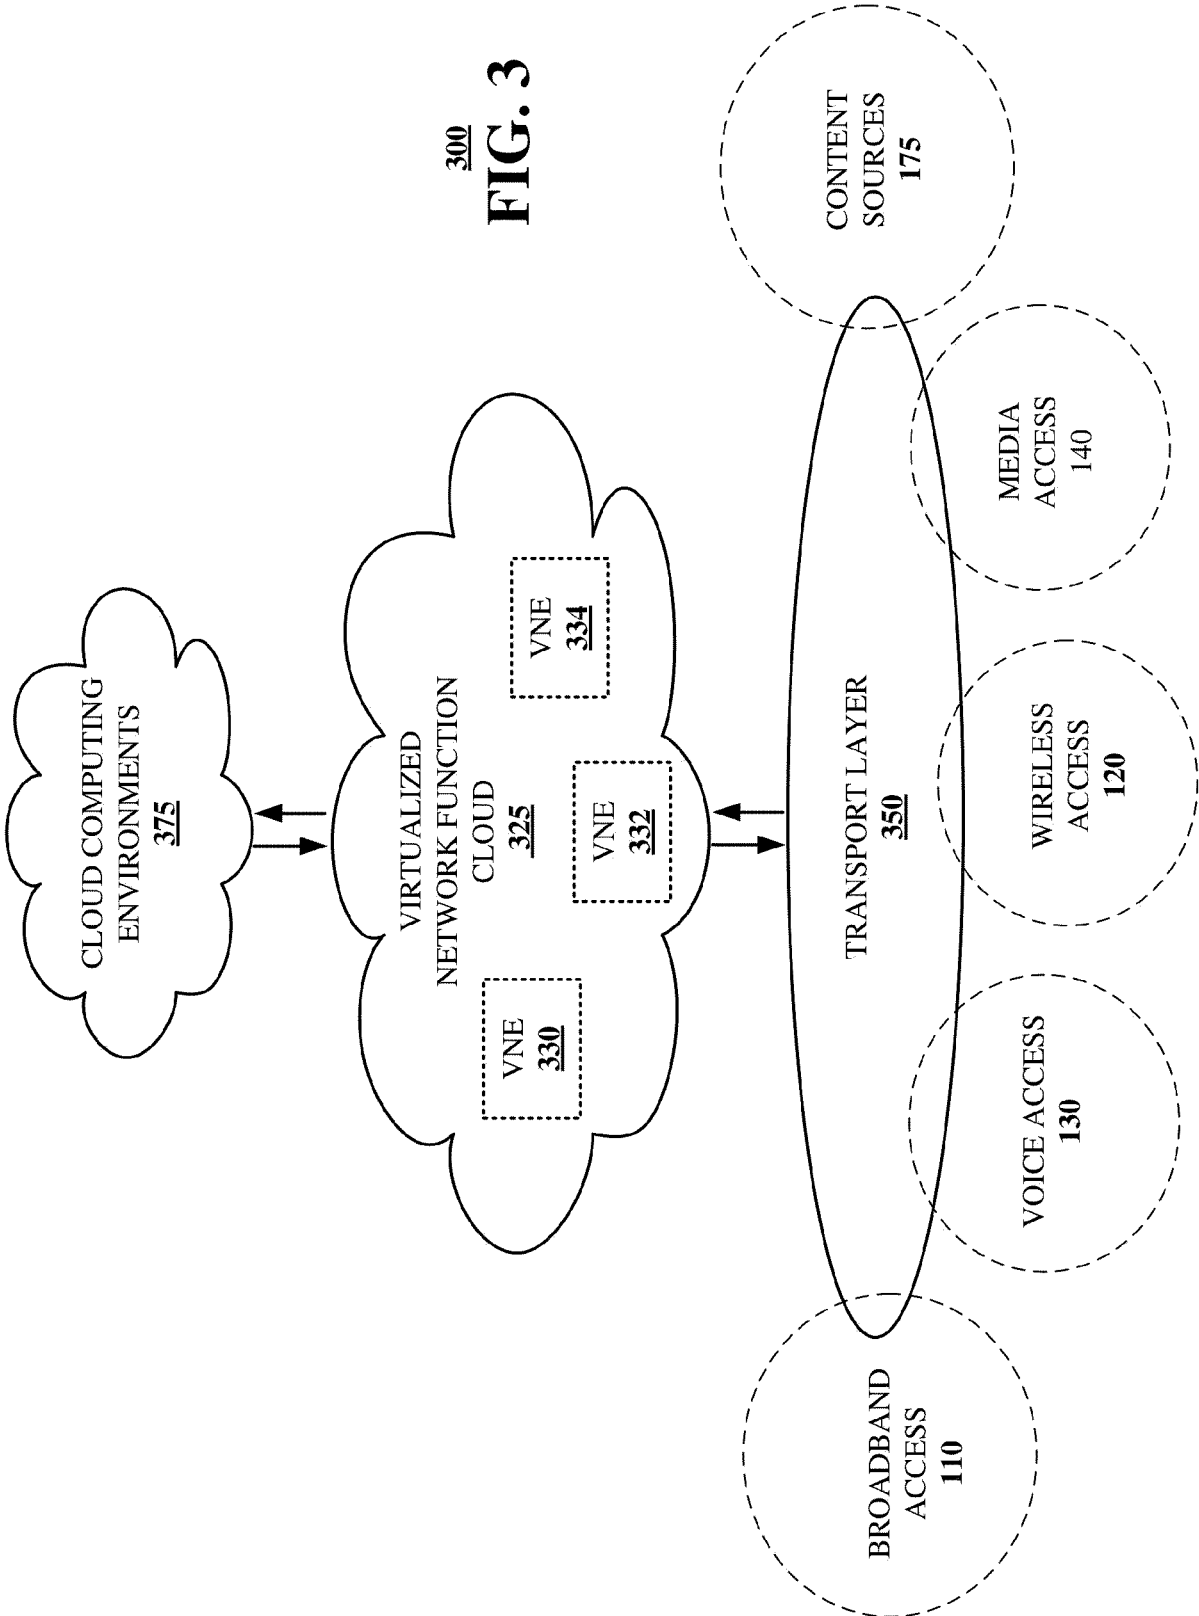 CLOUD COMPUTING
ENVIRONMENTS
375
VIRTUALIZED
NETWORK FUNCTION
CLOUD
325
VNE
330
VNE
332
VNE
334
300
FIG. 3
TRANSPORT LAYER
350
BROADBAND
ACCESS
110
VOICE ACCESS
130
WIRELESS
ACCESS
120
MEDIA
ACCESS
140
CONTENT
SOURCES
175